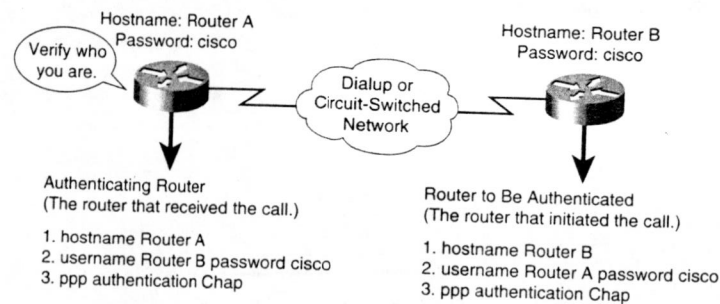 Hostname: Router A
Password: cisco
Verify who
you are.
Hostname: Router B
Password: cisco
Dialup or
Circuit-Switched
Network
Authenticating Router
(The router that received the call.)
1. hostname Router A
2. username Router B password cisco
3. ppp authentication Chap
Router to Be Authenticated
(The router that initiated the call.)
1. hostname Router B
2. username Router A password cisco
3. ppp authentication Chap